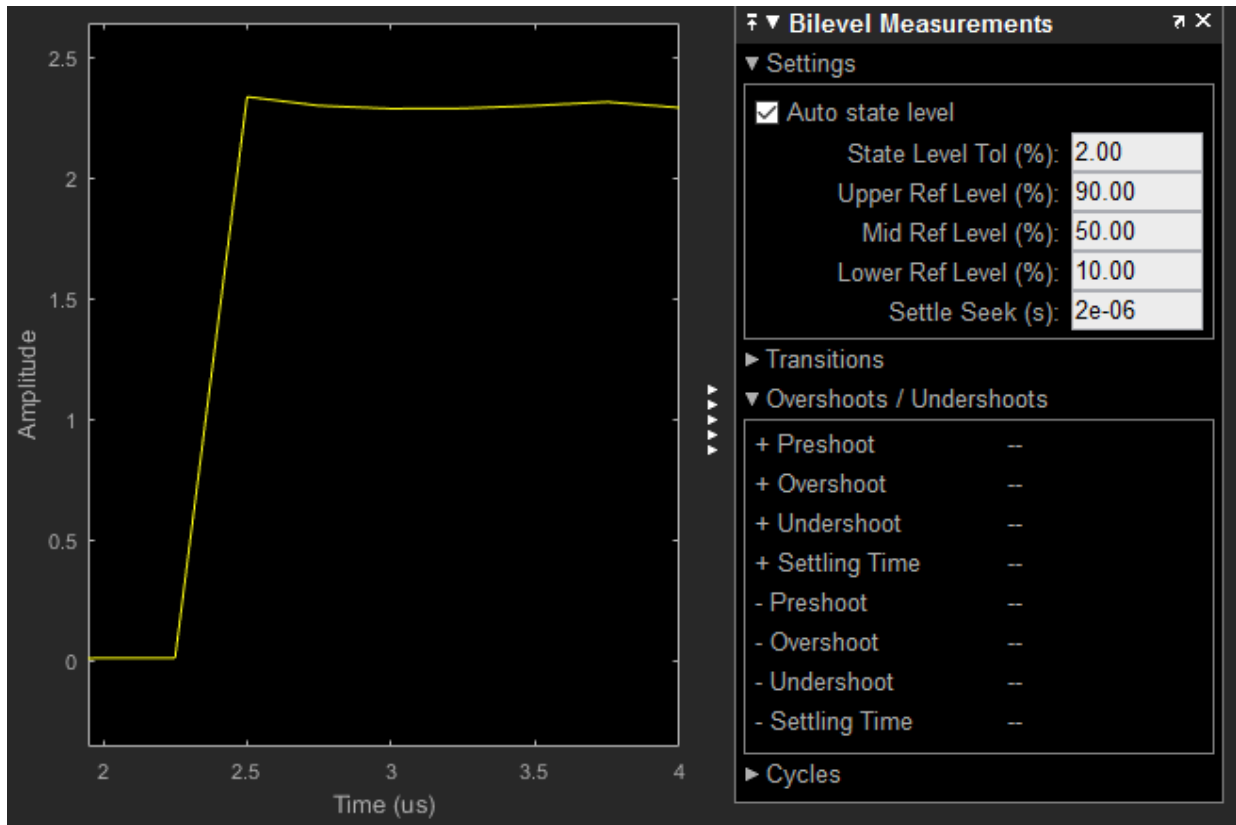 2.5
2
1.5
1
0.5
0
Amplitude
2
2.5
3
3.5
4
Time (us)
Bilevel Measurements
Settings
Auto state level
State Level Tol (%): 2.00
Upper Ref Level (%): 90.00
Mid Ref Level (%): 50.00
Lower Ref Level (%): 10.00
Settle Seek (s): 2e-06
Transitions
Overshoots / Undershoots
+ Preshoot --
+ Overshoot --
+ Undershoot --
+ Settling Time --
- Preshoot --
- Overshoot --
- Undershoot --
- Settling Time --
Cycles